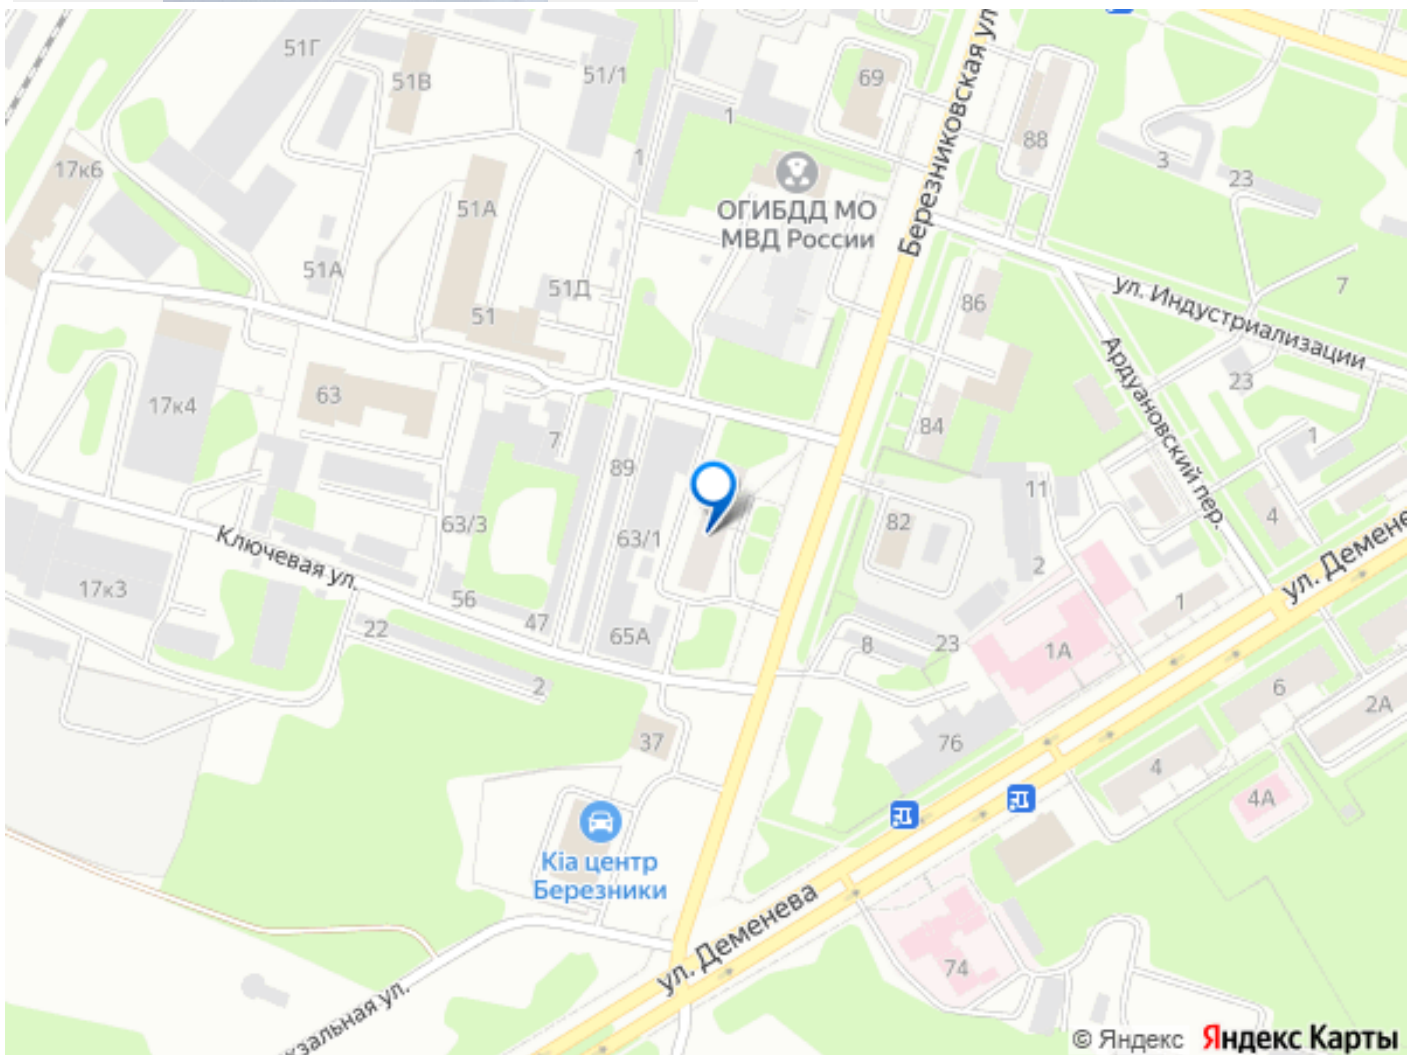 51Г
51В
51/1
69
1
88
1
3
23
17к6
51А
ОГИБДД МО
МВД России
Березниковская ул.
51А
51Д
7
86
ул. Индустриализации
51
Ардуановский пер.
23
63
17к4
84
1
7
89
11
82
4
63/3
63/1
Ключевая ул.
2
ул. Демене
17к3
56
47
1
22
65А
8
23
1А
2
6
2А
37
76
4
4А
Kia центр
Березники
ул. Деменева
74
кзальная ул.
© Яндекс Яндекс Карты